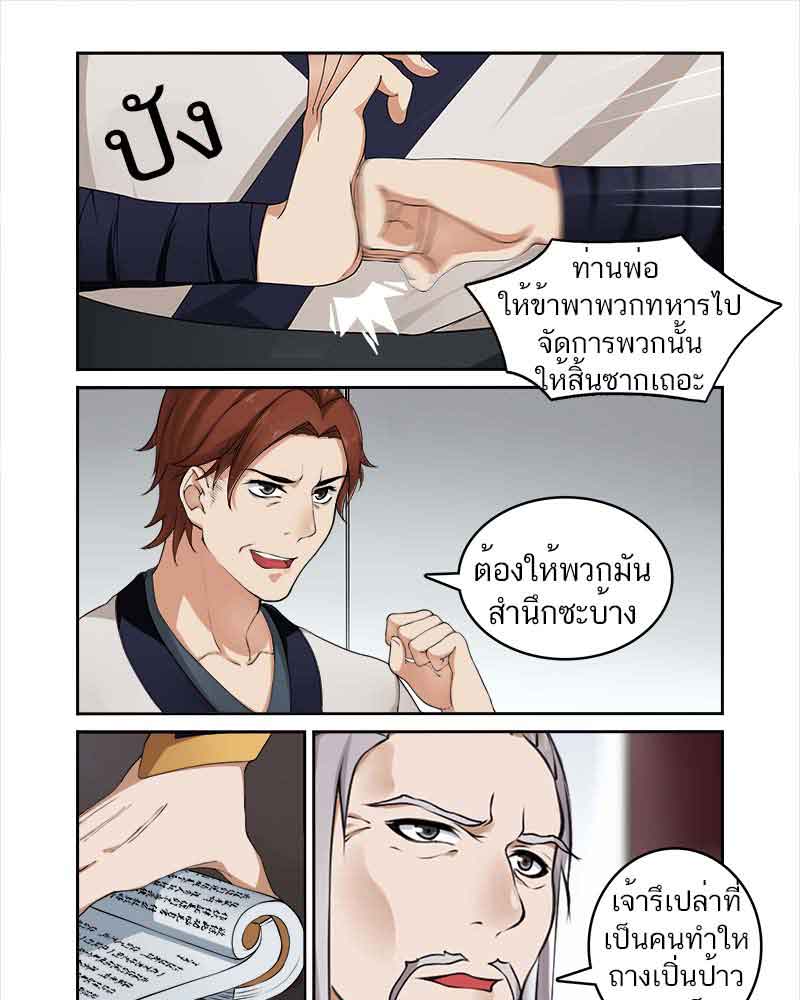 ปัง
ท่านพ่อ
ให้ข้าพาพวกทหารไป
จัดการพวกนั้น
ให้สิ้นซากเถอะ
ต้องให้พวกมัน
สำนึกซะบ้าง
เจ้ารึเปล่าที่
เป็นคนทำให้
ถางเปิ่นป้าว